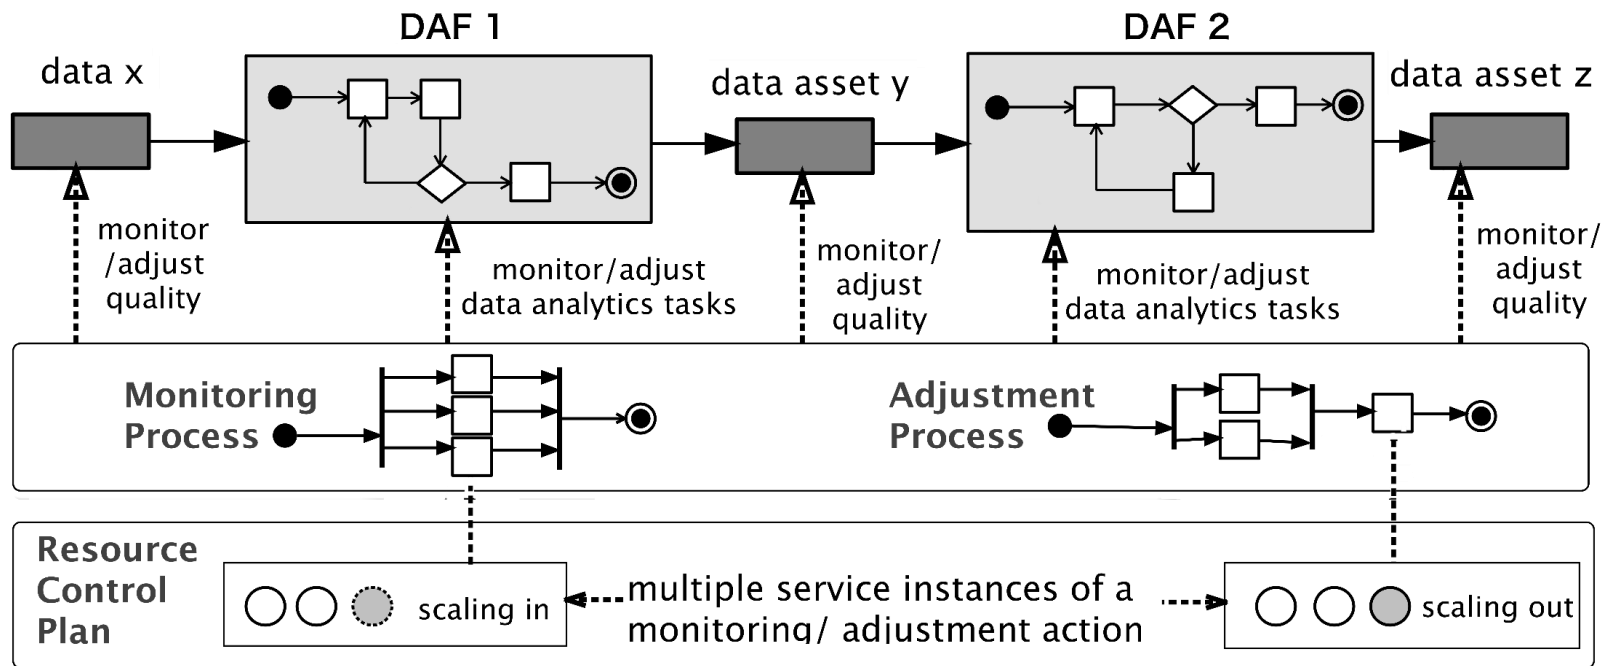 DAF 1
DAF 2
data x
data asset y
data asset z
monitor
/adjust
quality
monitor/adjust
data analytics tasks
monitor/
adjust
quality
monitor/adjust
data analytics tasks
monitor/
adjust
quality
Monitoring
Process
Adjustment
Process
Resource
Control
Plan
scaling in
multiple service instances of a
monitoring/ adjustment action
scaling out